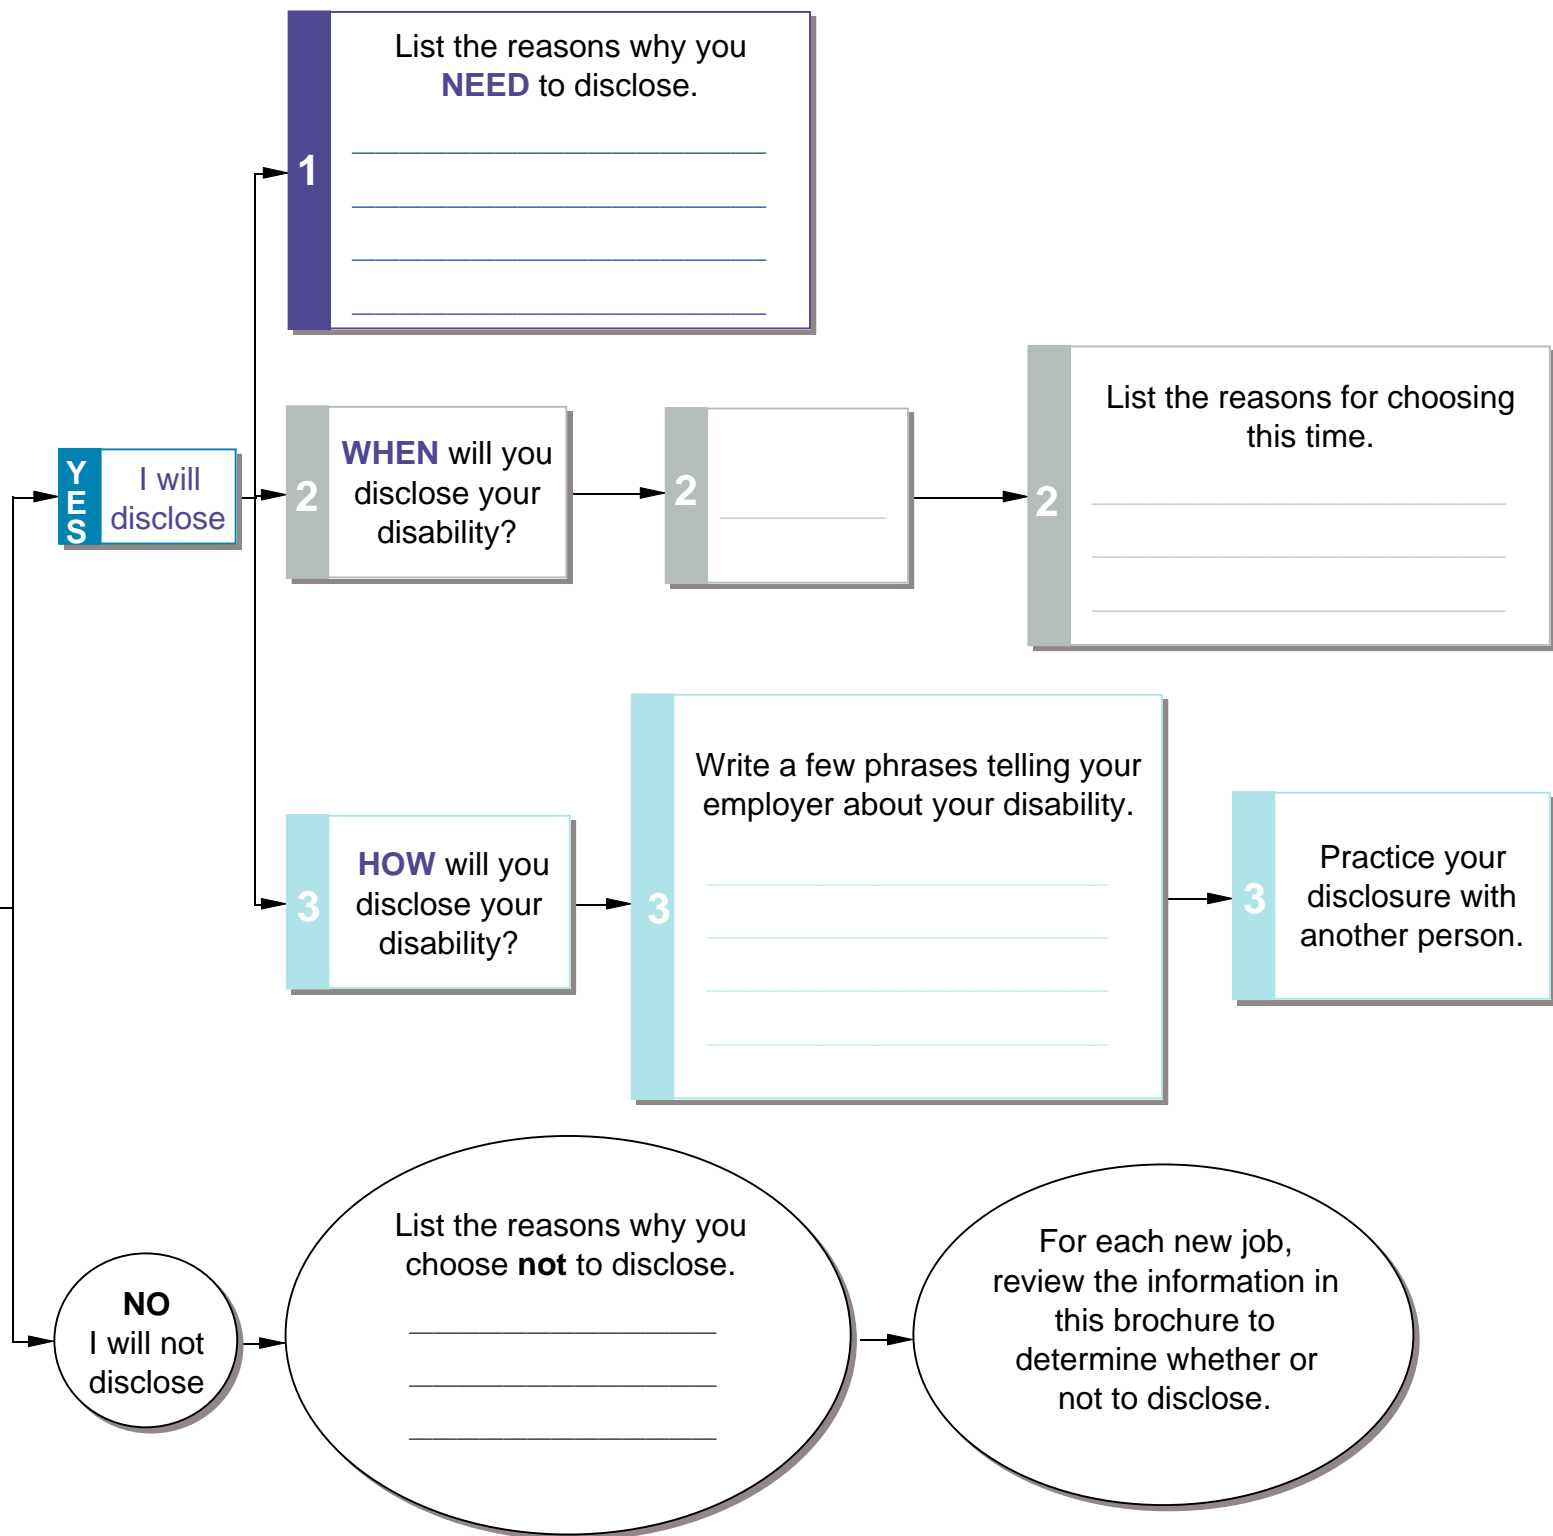 List the reasons why you
NEED to disclose.
1
YES
I will
disclose
2
WHEN will you
disclose your
disability?
2
2
List the reasons for choosing
this time.
3
HOW will you
disclose your
disability?
3
Write a few phrases telling your
employer about your disability.
3
Practice your
disclosure with
another person.
NO
I will not
disclose
List the reasons why you
choose not to disclose.
For each new job,
review the information in
this brochure to
determine whether or
not to disclose.